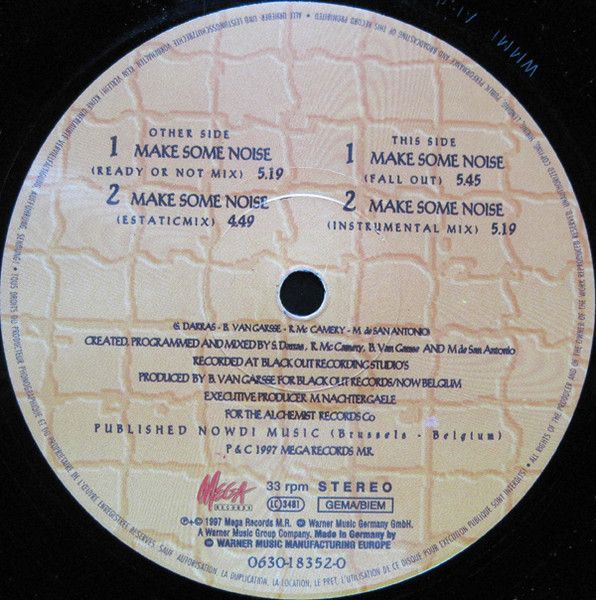 OTHER SIDE
1 MAKE SOME NOISE
(READY OR NOT MIX) 5.19
2 MAKE SOME NOISE
(ESTATICMIX) 4.49
THIS SIDE
1 MAKE SOME NOISE
(FALL OUT) 5.45
2 MAKE SOME NOISE
(INSTRUMENTAL MIX) 5.19
(S. DARRAS - B. VAN GARSSE - R. Mc CAMERY - M. de SAN ANTONIO)
CREATED, PROGRAMMED AND MIXED BY S. Darras, R. Mc Camery, B. Van Garsse AND M de San Antonio
RECORDED AT BLACK OUT RECORDING STUDIO'S
PRODUCED BY B. VAN GARSSE FOR BLACK OUT RECORDS/NOW BELGIUM
EXECUTIVE PRODUCER M. NACHTERGAELE
FOR THE ALCHEMIST RECORDS Co
PUBLISHED NOWDI MUSIC (Brussels - Belgium)
P & C 1997 MEGA RECORDS M.R.
MEGA RECORDS
33 rpm STEREO
LC 3481 GEMA/BIEM
℗+© 1997 Mega Records M.R. © Warner Music Germany GmbH.
A Warner Music Group Company. Made in Germany by
WARNER MUSIC MANUFACTURING EUROPE
0630-18352-0